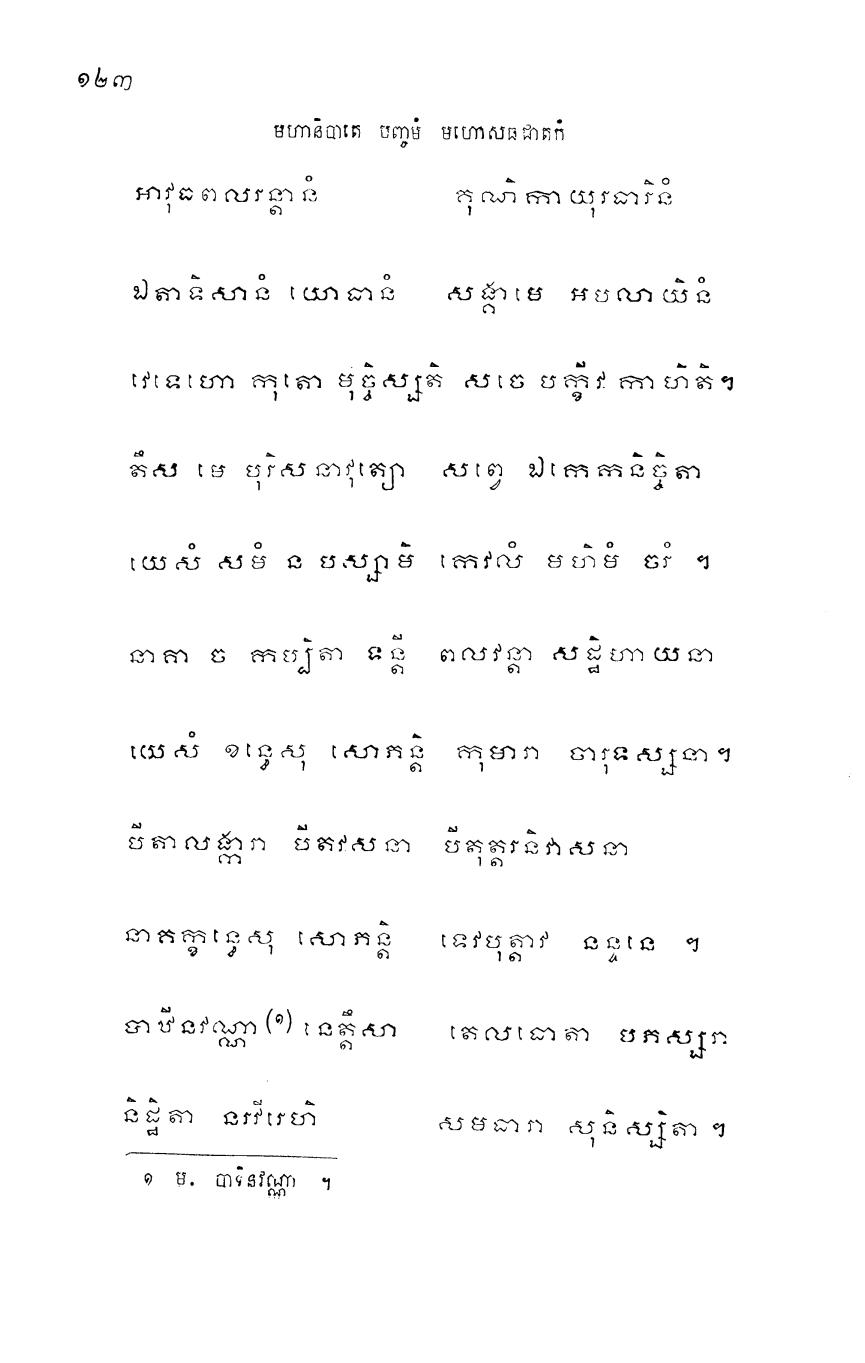 ១២៣
មហានិបាតេ បញ្ចមំ មហោសធជាតកំ
អាវុធពលវន្តានំ គុណិកាយុរធារិនំ
ឯតាទិសានំ យោធានំ សង្គាមេ អបលាយិនំ
វេទេហោ កុតោ មុច្ចិស្សតិ សចេ បក្ខីវ កាហិតិ។
តឹស មេ បុរិសនាវុត្យោ សព្វេ ឯកេកនិច្ចិតា
យេសំ សមំ ន បស្សាមិ កេវលំ មហិមំ ចរំ ។
នាគា ច កប្បិតា ទន្តី ពលវន្តា សដ្ឋិហាយនា
យេសំ ខន្ធេសុ សោភន្តិ កុមារា ចារុទស្សនា។
បីតាលង្ការា បីតវសនា បីតុត្តរនិវាសនា
នាគក្ខន្ធេសុ សោភន្តិ ទេវបុត្តាវ នន្ទនេ ។
បាឋីនវណ្ណា (១) នេត្តឹសា តេលធោតា បភស្សរា
និដ្ឋិតា នរវីរេហិ សមធារា សុនិស្សិតា ។
១ ម. បាទិនវណ្ណា ។